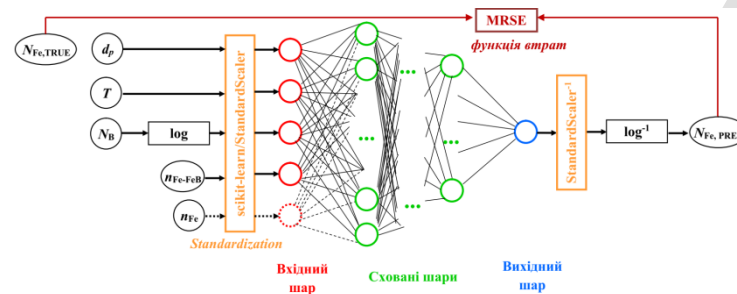 MRSE
N_Fe,TRUE
d_p
функція втрат
T
N_B
log
scikit-learn/StandardScaler
StandardScaler⁻¹
log⁻¹
N_Fe, PRE
n_Fe-FeB
n_Fe
Standardization
...
...
...
...
...
Вхідний
шар
Сховані шари
Вихідний
шар